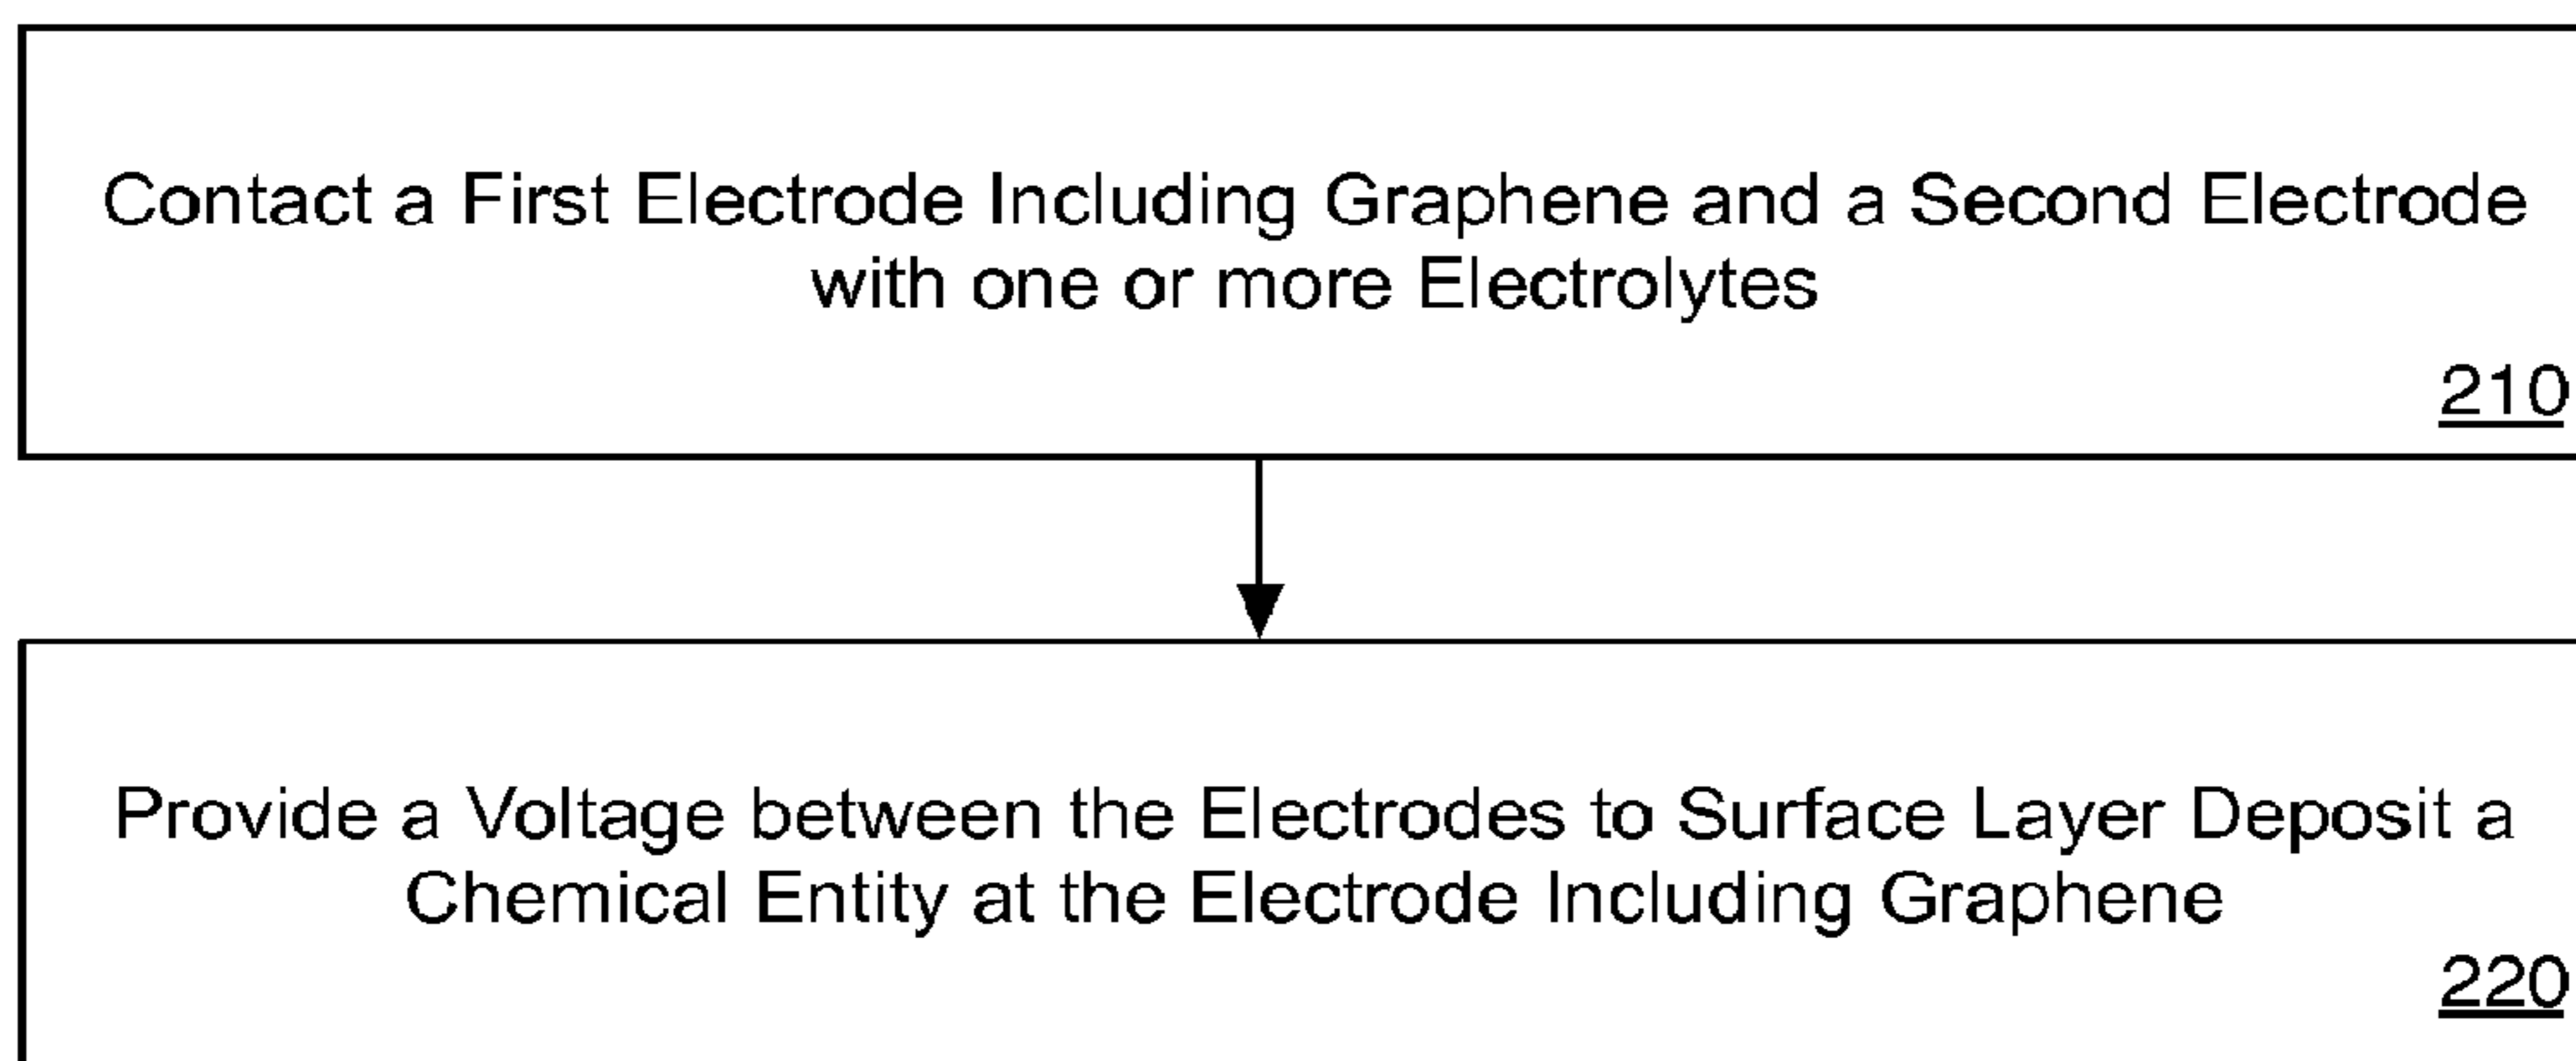 Contact a First Electrode Including Graphene and a Second Electrode
with one or more Electrolytes
210
Provide a Voltage between the Electrodes to Surface Layer Deposit a
Chemical Entity at the Electrode Including Graphene
220